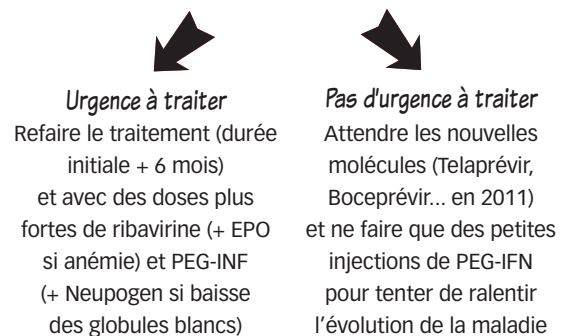 Urgence à traiter
Refaire le traitement (durée
initiale + 6 mois)
et avec des doses plus
fortes de ribavirine (+ EPO
si anémie) et PEG-INF
(+ Neupogen si baisse
des globules blancs)
Pas d'urgence à traiter
Attendre les nouvelles
molécules (Telaprévir,
Boceprévir... en 2011)
et ne faire que des petites
injections de PEG-IFN
pour tenter de ralentir
l'évolution de la maladie